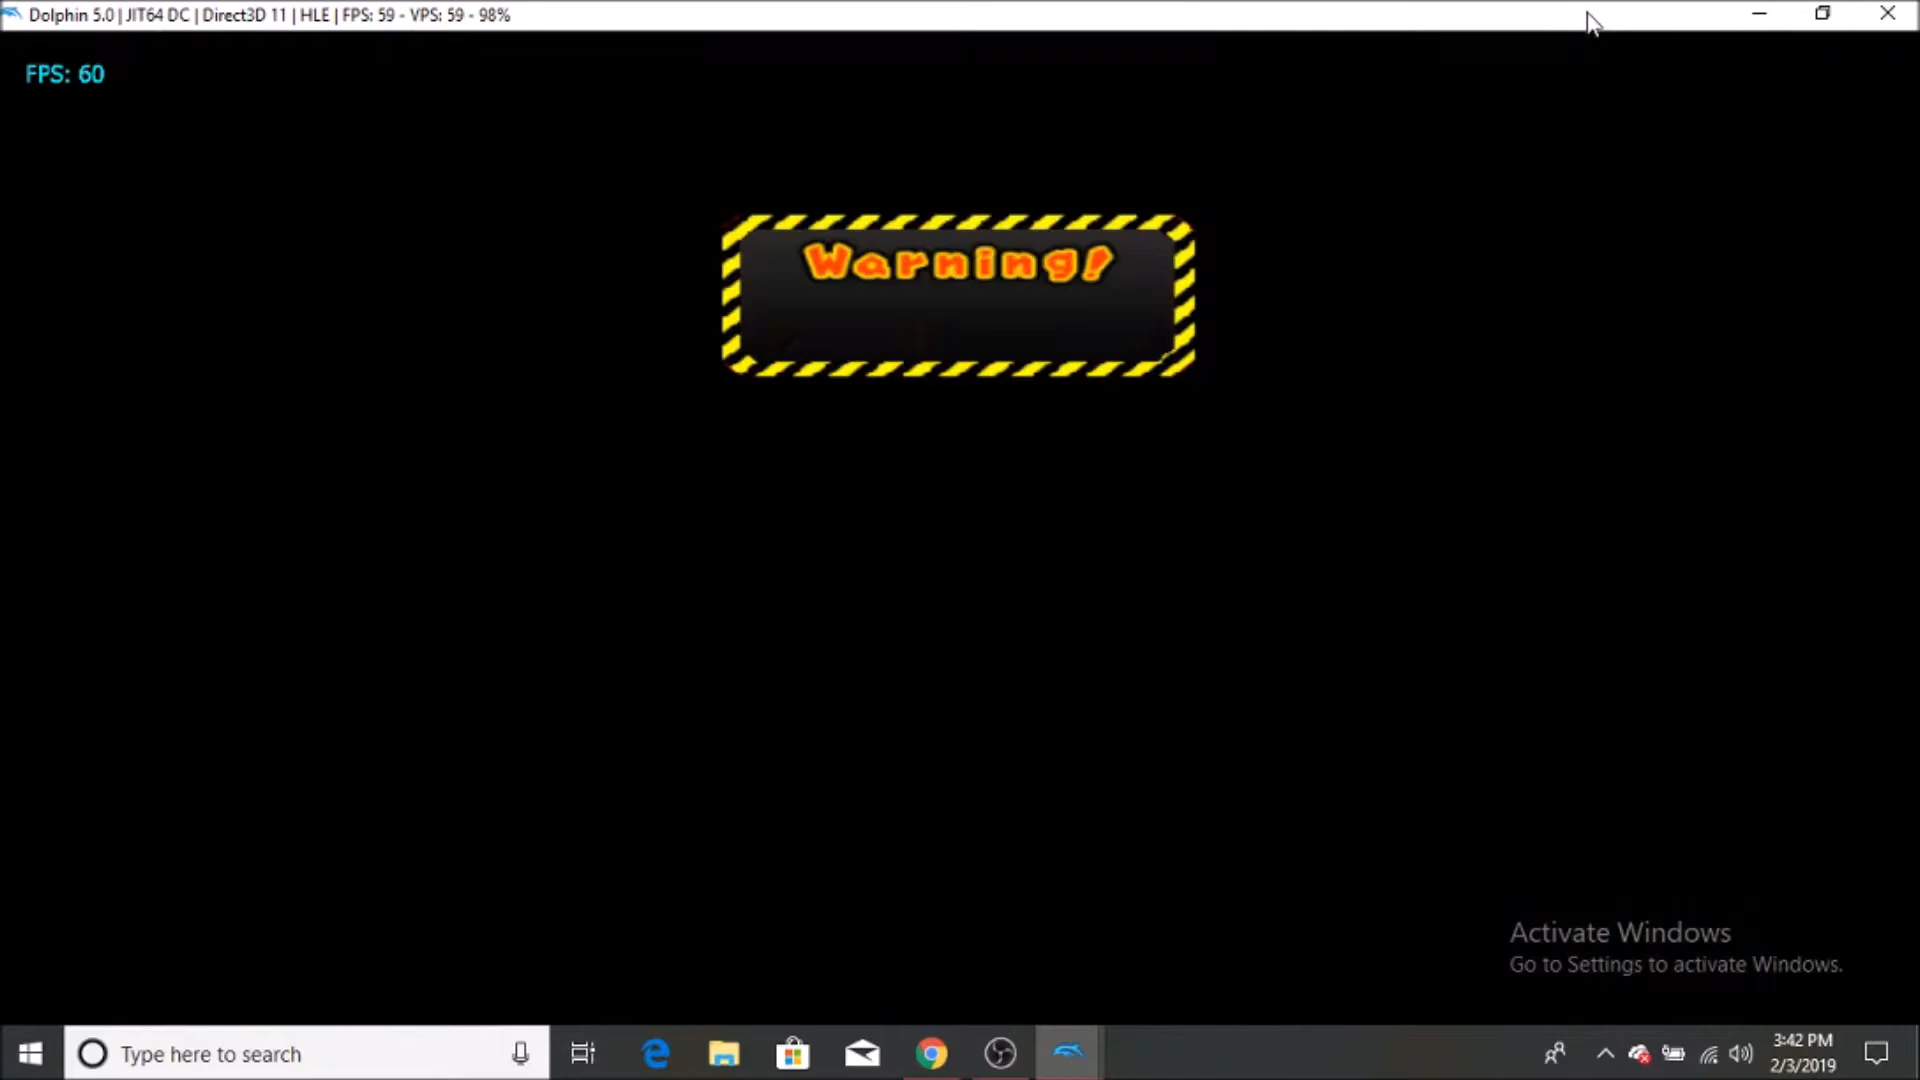 Dolphin 5.0 | JIT64 DC | Direct3D 11 | HLE | FPS: 59 - VPS: 59 - 98%
FPS: 60
Warning!
Activate Windows
Go to Settings to activate Windows.
Type here to search
3:42 PM
2/3/2019